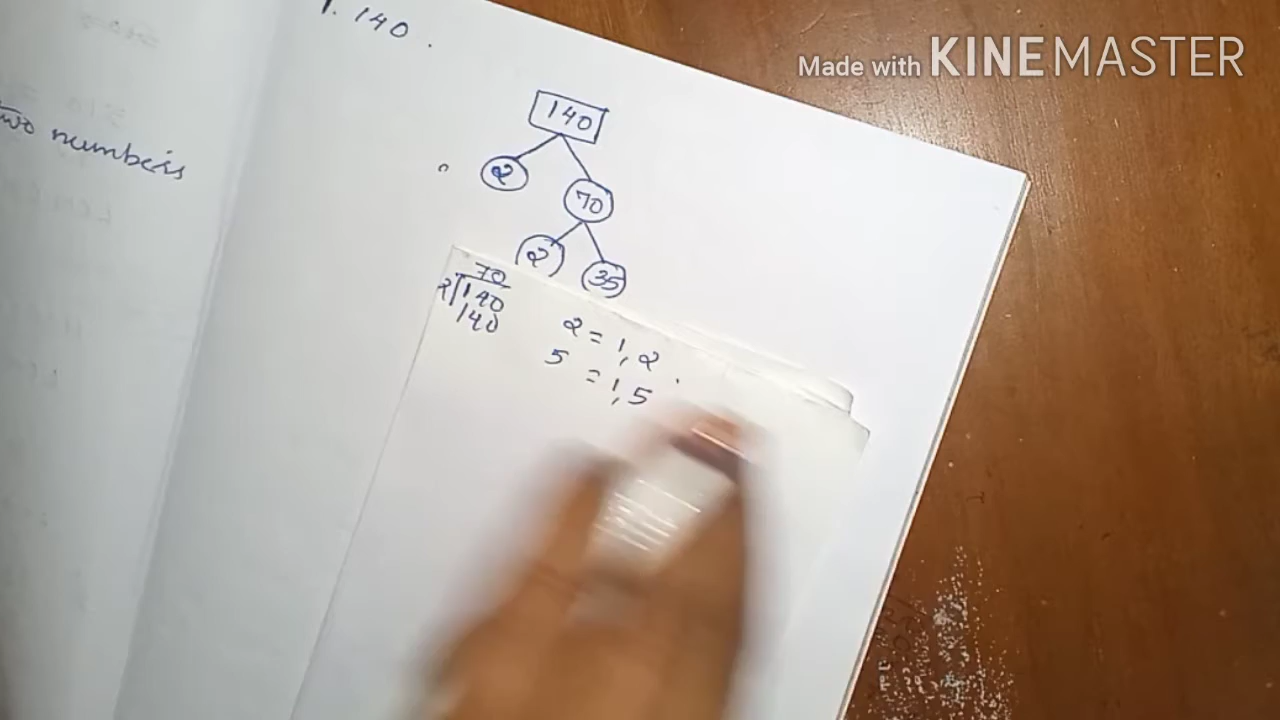 1. 140.
Made with KINEMASTER
two numbers
140
2
70
2
35
70
2 140
140
2 = 1, 2.
5 = 1, 5